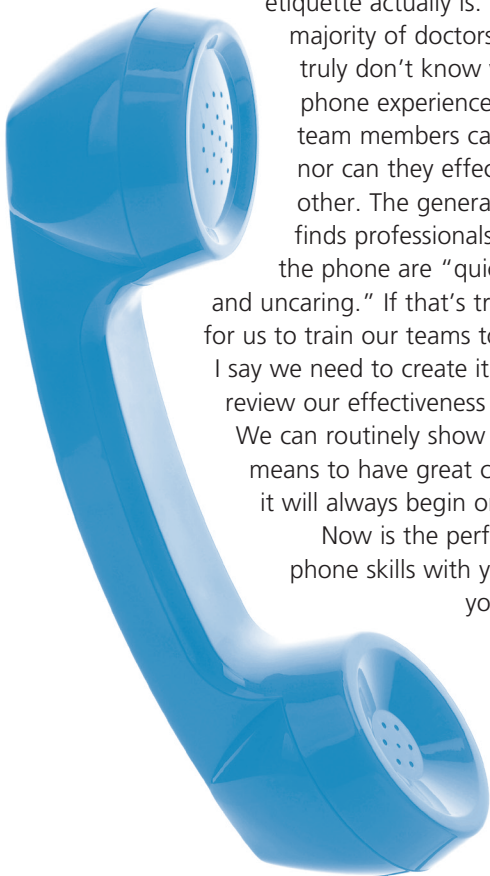 etiquette actually is.
majority of doctors
truly don’t know
phone experience
team members ca
nor can they effec
other. The genera
finds professionals
the phone are “quic
and uncaring.” If that’s tr
for us to train our teams to
I say we need to create it
review our effectiveness
We can routinely show
means to have great c
it will always begin o
Now is the perf
phone skills with y
yo